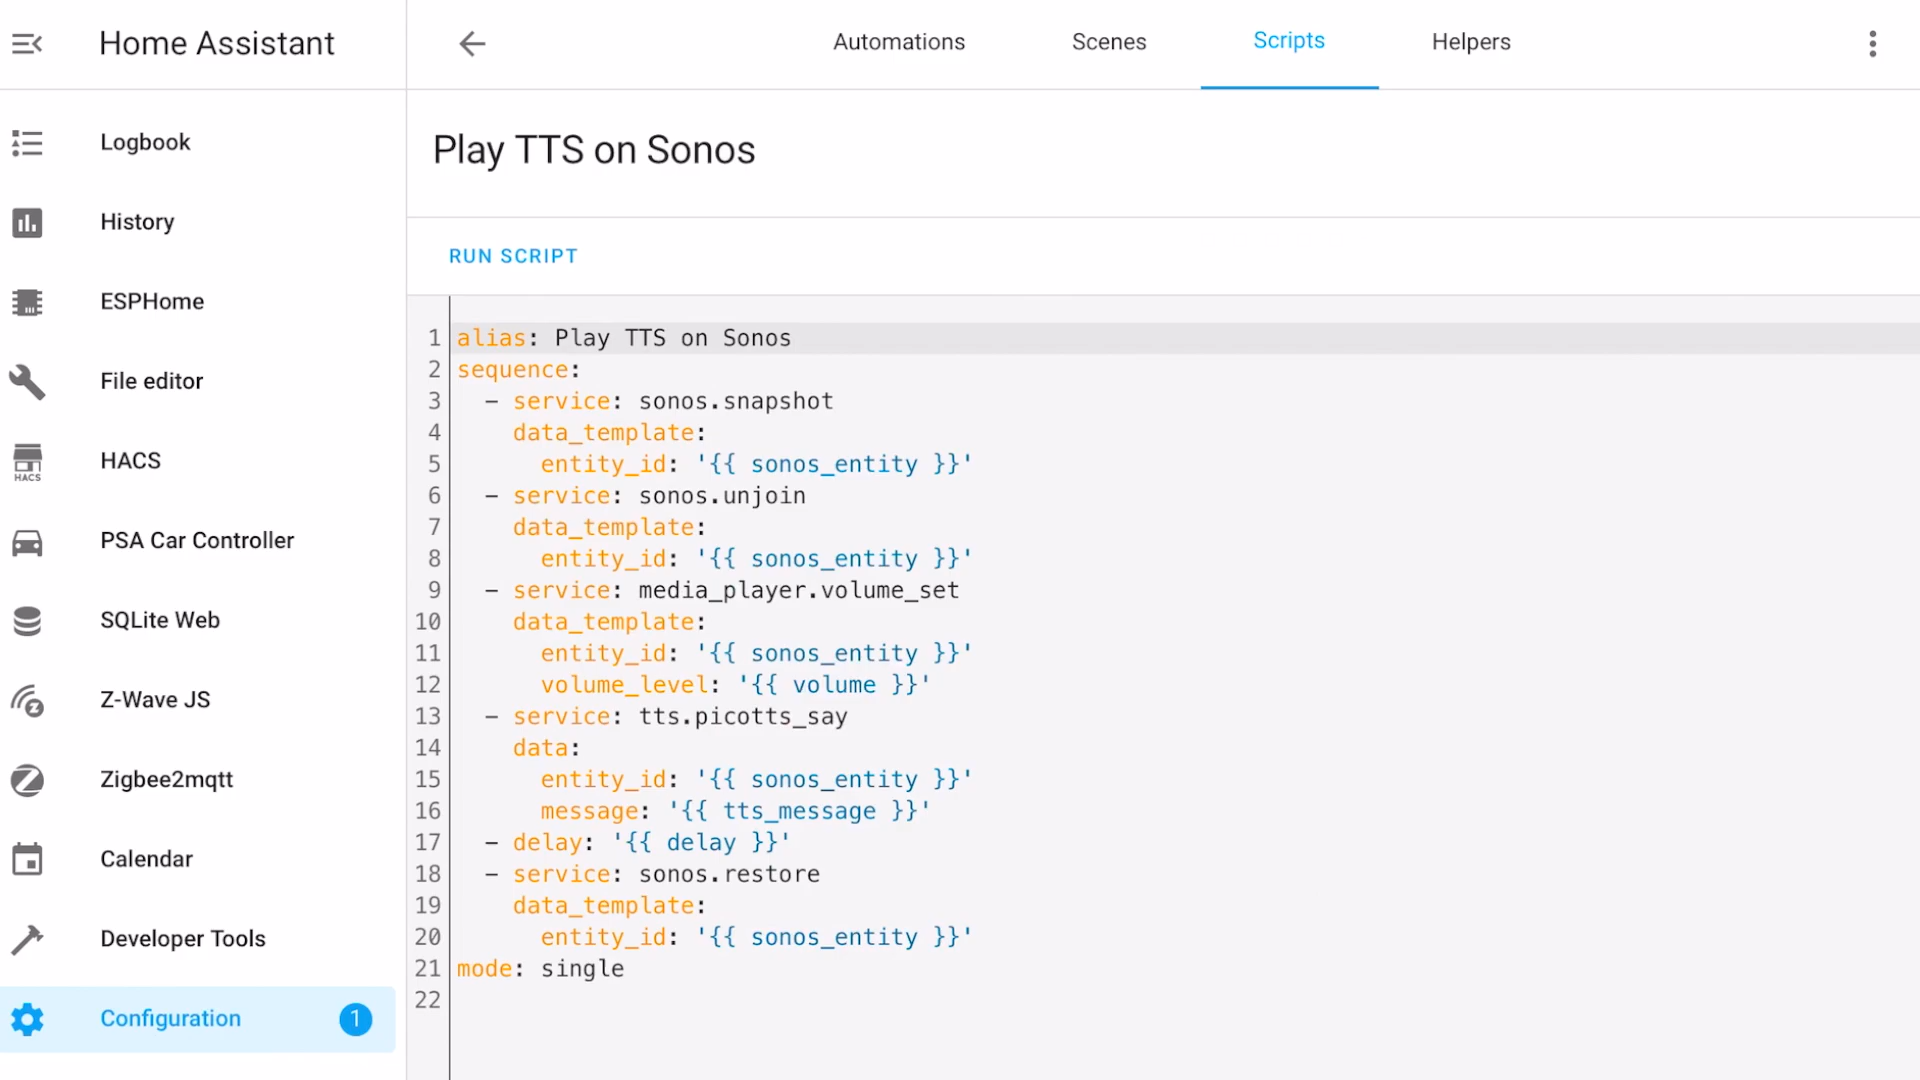 Home Assistant
Automations
Scenes
Scripts
Helpers
Logbook
History
ESPHome
File editor
HACS
HACS
PSA Car Controller
SQLite Web
Z-Wave JS
Zigbee2mqtt
Calendar
Developer Tools
Configuration
1
Play TTS on Sonos
RUN SCRIPT
1 alias: Play TTS on Sonos
2 sequence:
3   - service: sonos.snapshot
4     data_template:
5       entity_id: '{{ sonos_entity }}'
6   - service: sonos.unjoin
7     data_template:
8       entity_id: '{{ sonos_entity }}'
9   - service: media_player.volume_set
10     data_template:
11       entity_id: '{{ sonos_entity }}'
12       volume_level: '{{ volume }}'
13   - service: tts.picotts_say
14     data:
15       entity_id: '{{ sonos_entity }}'
16       message: '{{ tts_message }}'
17   - delay: '{{ delay }}'
18   - service: sonos.restore
19     data_template:
20       entity_id: '{{ sonos_entity }}'
21 mode: single
22